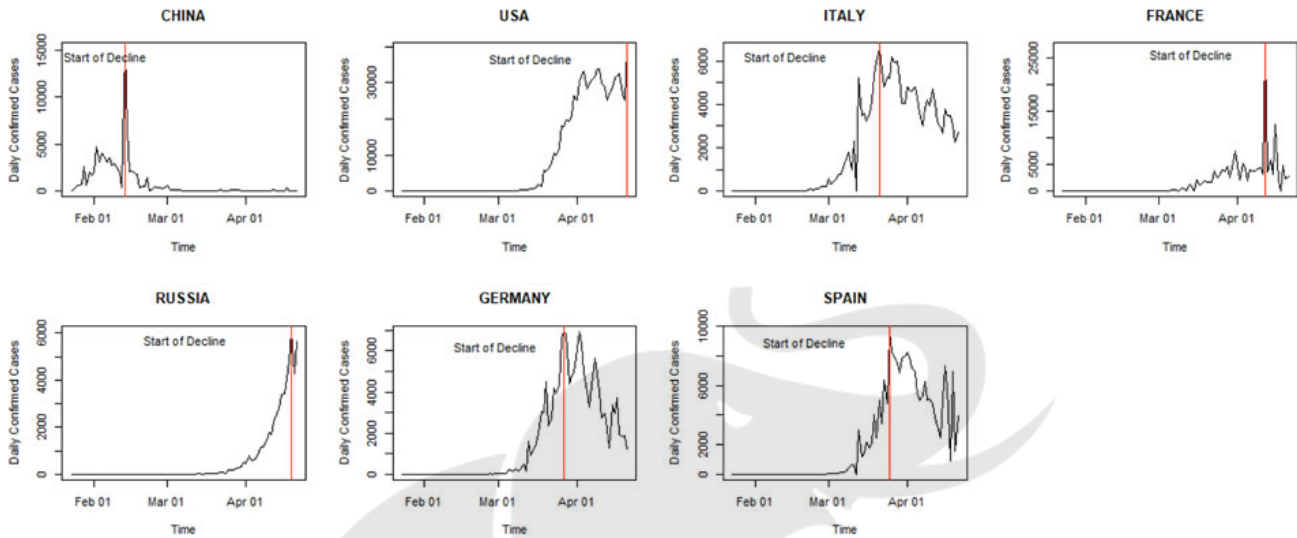 CHINA
Daily Confirmed Cases
0 5000 10000 15000
Start of Decline
Feb 01 Mar 01 Apr 01
Time
USA
Daily Confirmed Cases
0 10000 30000
Start of Decline
Feb 01 Mar 01 Apr 01
Time
ITALY
Daily Confirmed Cases
0 2000 4000 6000
Start of Decline
Feb 01 Mar 01 Apr 01
Time
FRANCE
Daily Confirmed Cases
0 5000 15000 25000
Start of Decline
Feb 01 Mar 01 Apr 01
Time
RUSSIA
Daily Confirmed Cases
0 2000 4000 6000
Start of Decline
Feb 01 Mar 01 Apr 01
Time
GERMANY
Daily Confirmed Cases
0 2000 4000 6000
Start of Decline
Feb 01 Mar 01 Apr 01
Time
SPAIN
Daily Confirmed Cases
0 2000 6000 10000
Start of Decline
Feb 01 Mar 01 Apr 01
Time